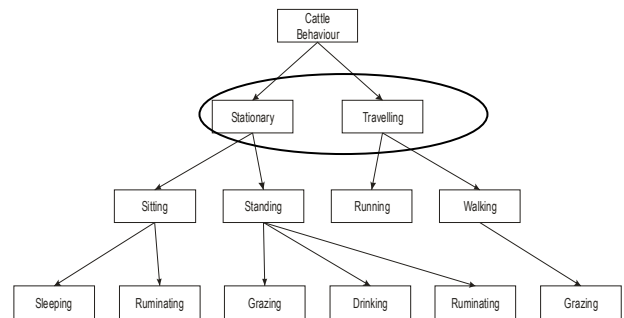 Cattle
Behaviour
Stationary
Travelling
Sitting
Standing
Running
Walking
Sleeping
Ruminating
Grazing
Drinking
Ruminating
Grazing